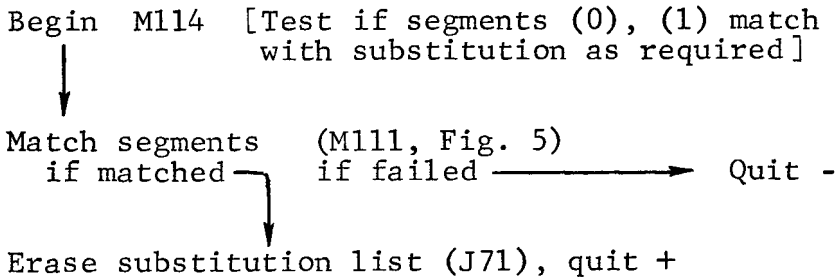 Begin M114 [Test if segments (0), (1) match
with substitution as required]
Match segments (M111, Fig. 5)
if matched if failed Quit -
Erase substitution list (J71), quit +